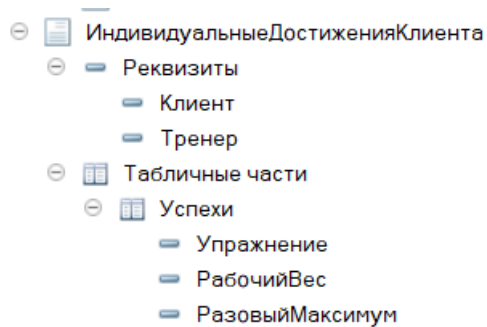 ИндивидуальныеДостиженияКлиента
Реквизиты
Клиент
Тренер
Табличные части
Успехи
Упражнение
РабочийВес
РазовыйМаксимум